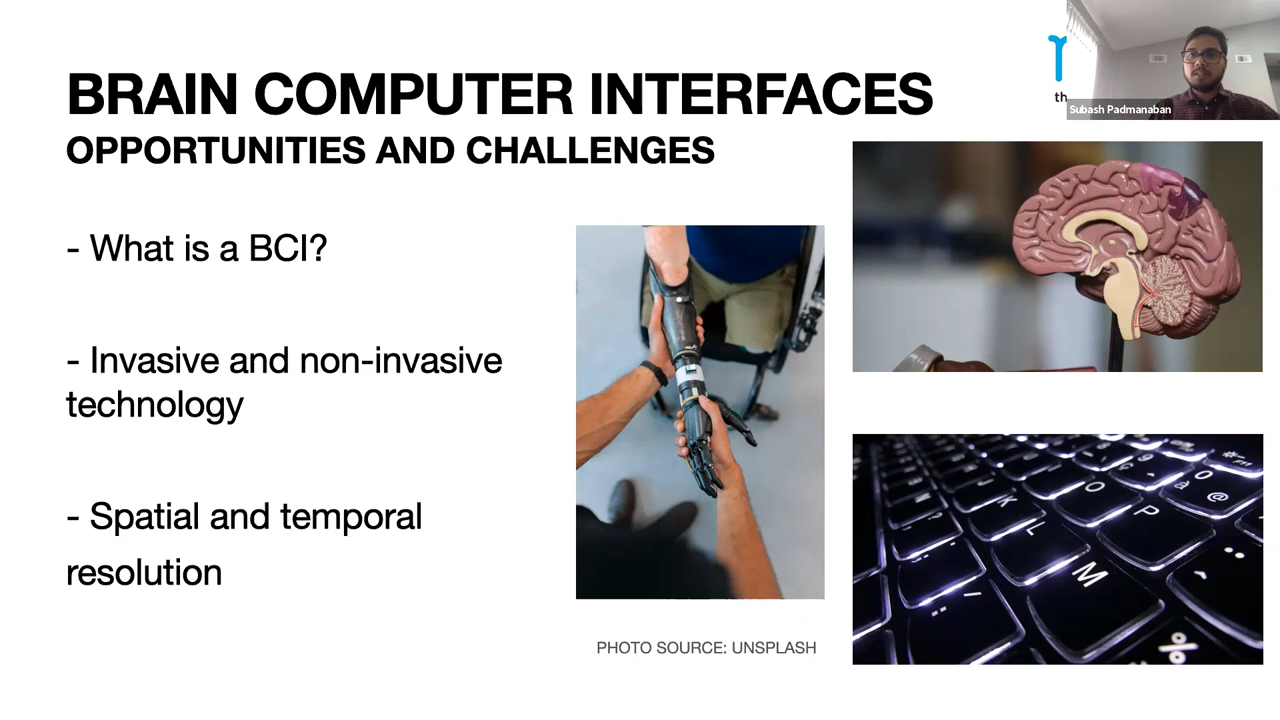 BRAIN COMPUTER INTERFACES
OPPORTUNITIES AND CHALLENGES
th
Subash Padmanaban
- What is a BCI?
- Invasive and non-invasive
technology
- Spatial and temporal
resolution
PHOTO SOURCE: UNSPLASH
K
O
P
L
M
%
@
F11